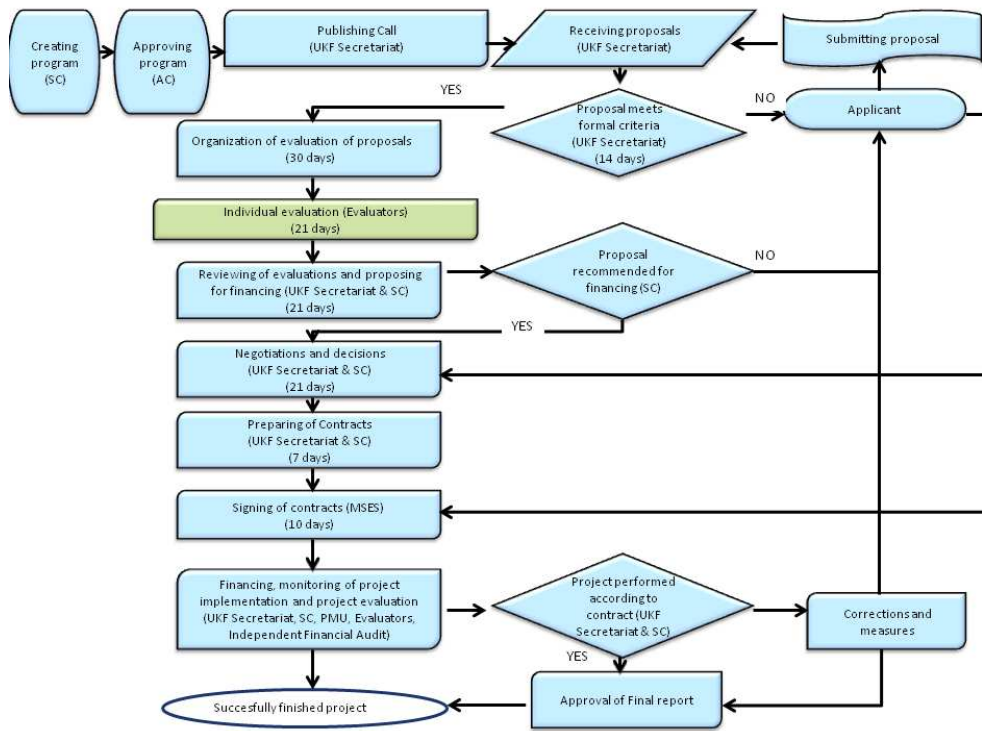 Creating
program
(SC)
Approving
program
(AC)
Publishing Call
(UKF Secretariat)
Receiving proposals
(UKF Secretariat)
Submitting proposal
YES
Proposal meets
formal criteria
(UKF Secretariat)
(14 days)
NO
Applicant
Organization of evaluation of proposals
(30 days)
Individual evaluation (Evaluators)
(21 days)
Reviewing of evaluations and proposing
for financing (UKF Secretariat & SC)
(21 days)
Proposal
recommended for
financing (SC)
NO
YES
Negotiations and decisions
(UKF Secretariat & SC)
(21 days)
Preparing of Contracts
(UKF Secretariat & SC)
(7 days)
Signing of contracts (MSES)
(10 days)
Financing, monitoring of project
implementation and project evaluation
(UKF Secretariat, SC, PMU, Evaluators,
Independent Financial Audit)
Project performed
according to
contract (UKF
Secretariat & SC)
Corrections and
measures
YES
Approval of Final report
Succesfully finished project